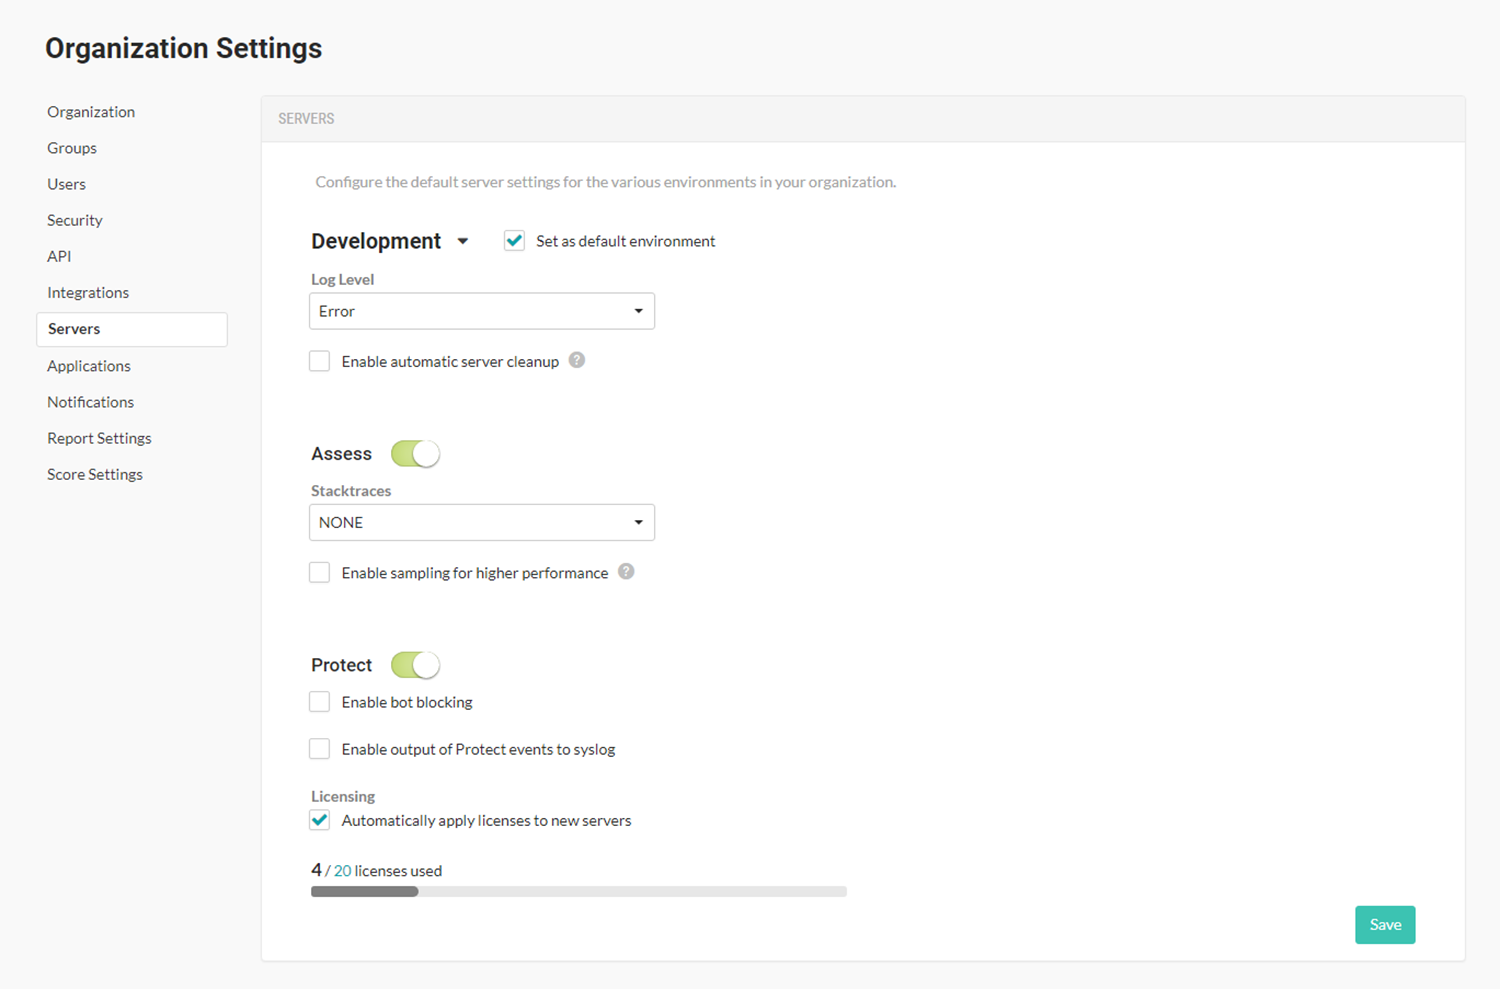 Organization Settings
Organization
Groups
Users
Security
API
Integrations
Servers
Applications
Notifications
Report Settings
Score Settings
SERVERS
Configure the default server settings for the various environments in your organization.
Development Set as default environment
Log Level
Error
Enable automatic server cleanup ?
Assess
Stacktraces
NONE
Enable sampling for higher performance ?
Protect
Enable bot blocking
Enable output of Protect events to syslog
Licensing
Automatically apply licenses to new servers
4 / 20 licenses used
Save